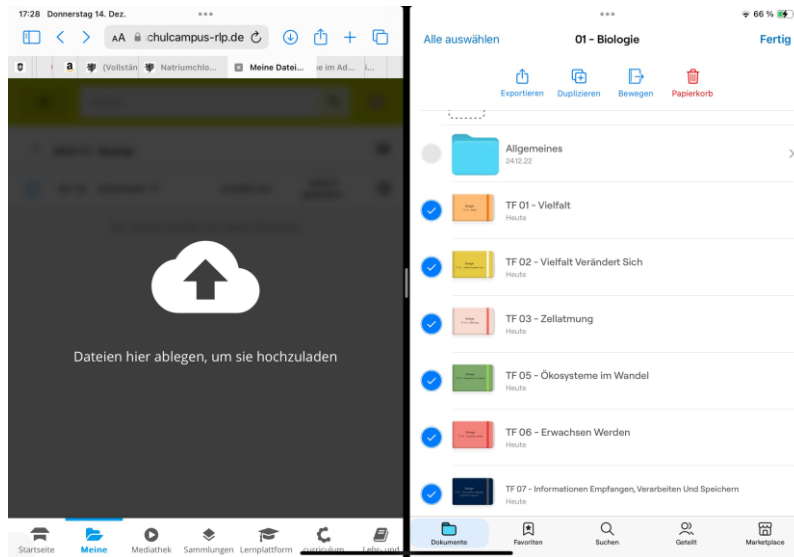 17:28 Donnerstag 14. Dez.
AA chulcampus-rlp.de
a (Vollstän Natriumchlo... Meine Datei... ie im Ad... i...
Dateien hier ablegen, um sie hochzuladen
Startseite Meine Mediathek Sammlungen Lernplattform curriculum Lehr- und
66 %
Alle auswählen 01 - Biologie Fertig
Exportieren Duplizieren Bewegen Papierkorb
Allgemeines
24.12.22
TF 01 - Vielfalt
Heute
TF 02 - Vielfalt Verändert Sich
Heute
TF 03 - Zellatmung
Heute
TF 05 - Ökosysteme im Wandel
Heute
TF 06 - Erwachsen Werden
Heute
TF 07 - Informationen Empfangen, Verarbeiten Und Speichern
Heute
Dokumente Favoriten Suchen Geteilt Marketplace